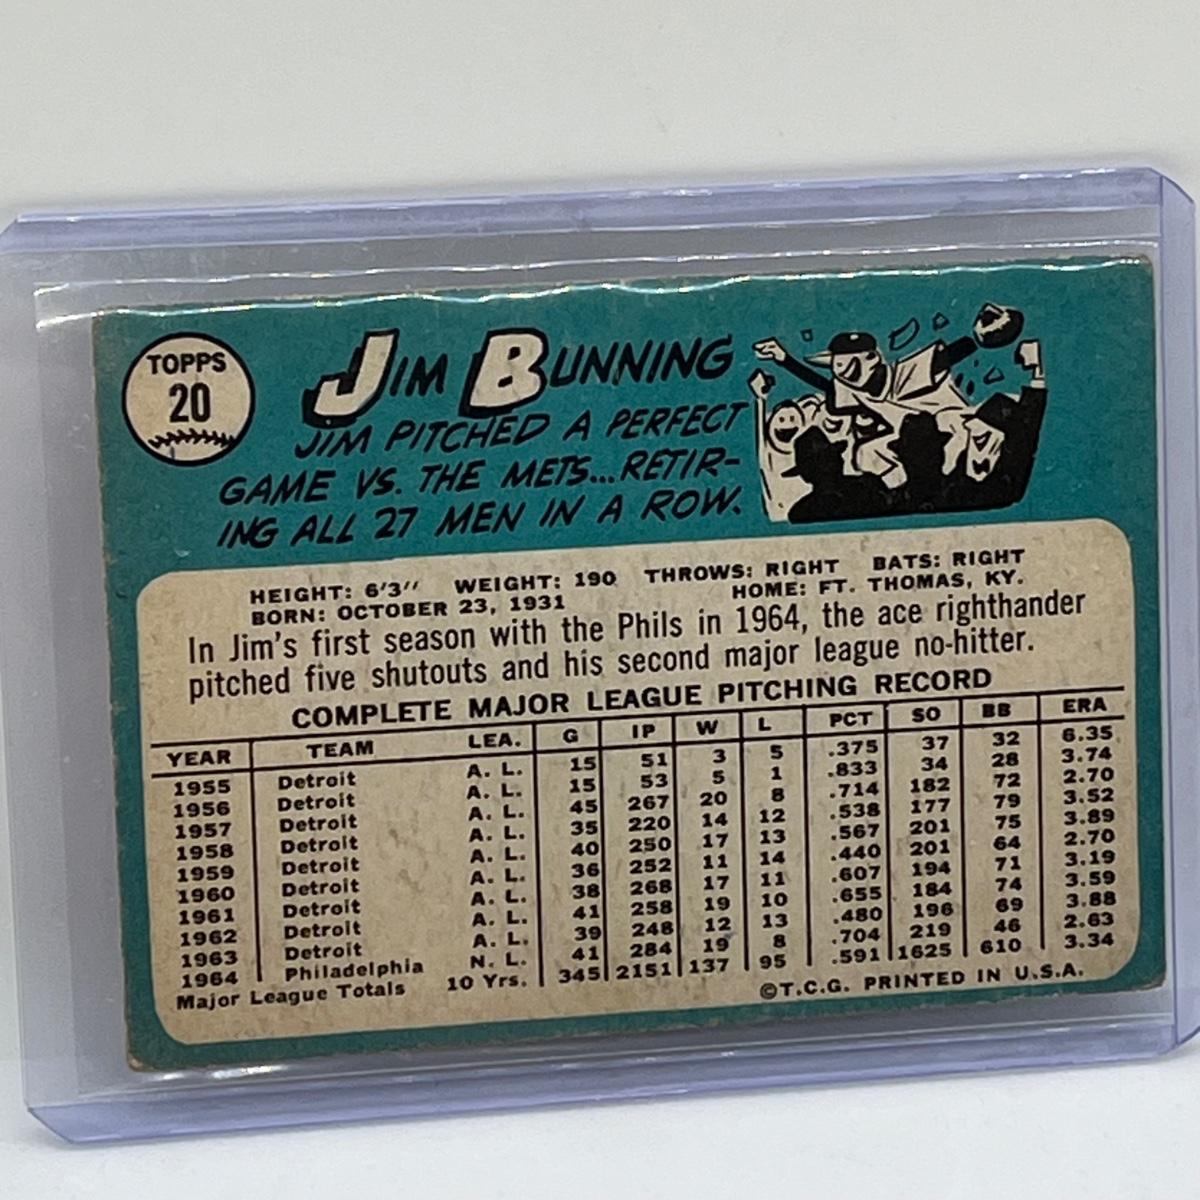 TOPPS
20
JIM BUNNING
JIM PITCHED A PERFECT
GAME VS. THE METS...RETIR-
ING ALL 27 MEN IN A ROW.
HEIGHT: 6'3" WEIGHT: 190 THROWS: RIGHT BATS: RIGHT
BORN: OCTOBER 23, 1931 HOME: FT. THOMAS, KY.
In Jim's first season with the Phils in 1964, the ace righthander
pitched five shutouts and his second major league no-hitter.
COMPLETE MAJOR LEAGUE PITCHING RECORD
YEAR TEAM LEA. G IP W L PCT SO BB ERA
1955 Detroit A. L. 15 51 3 5 .375 37 32 6.35
1956 Detroit A. L. 15 53 5 1 .833 34 28 3.74
1957 Detroit A. L. 45 267 20 8 .714 182 72 2.70
1958 Detroit A. L. 35 220 14 12 .538 177 79 3.52
1959 Detroit A. L. 40 250 17 13 .567 201 75 3.89
1960 Detroit A. L. 36 252 11 14 .440 201 64 2.70
1961 Detroit A. L. 38 268 17 11 .607 194 71 3.19
1962 Detroit A. L. 41 258 19 10 .655 184 74 3.59
1963 Detroit A. L. 39 248 12 13 .480 196 69 3.88
1964 Philadelphia N. L. 41 284 19 8 .704 219 46 2.63
Major League Totals 10 Yrs. 345 2151 137 95 .591 1625 610 3.34
©T.C.G. PRINTED IN U.S.A.